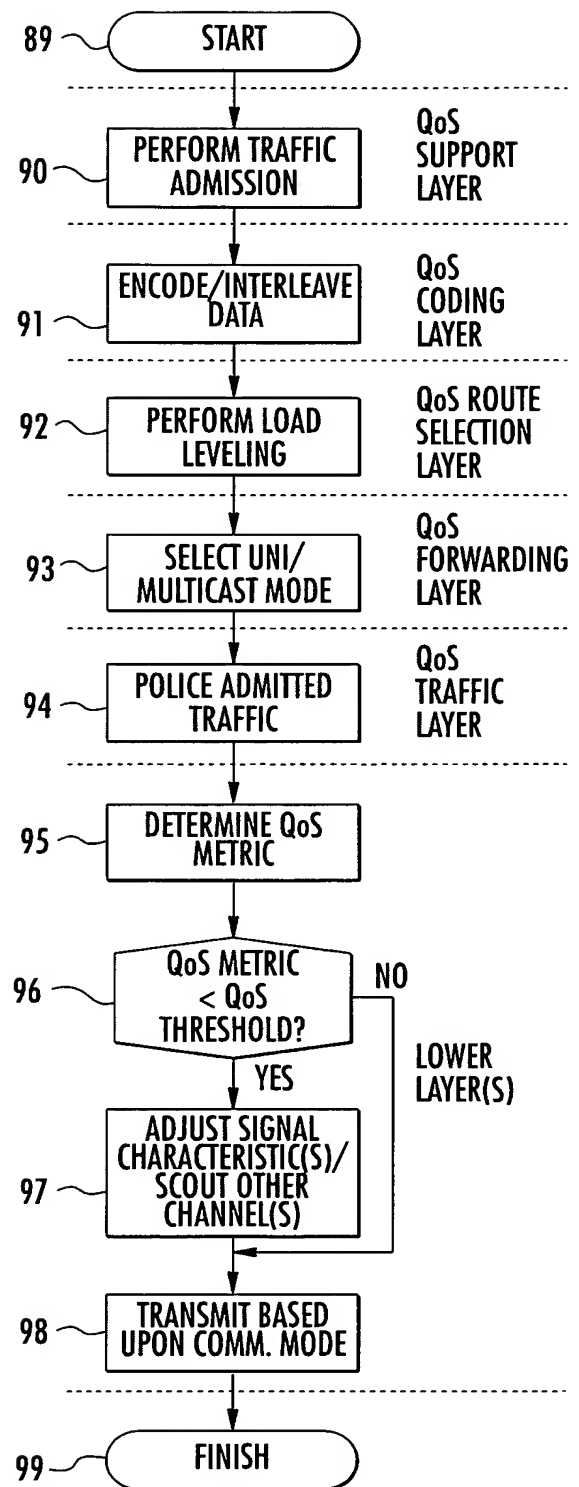 89
START
90
PERFORM TRAFFIC
ADMISSION
QoS
SUPPORT
LAYER
91
ENCODE/INTERLEAVE
DATA
QoS
CODING
LAYER
92
PERFORM LOAD
LEVELING
QoS ROUTE
SELECTION
LAYER
93
SELECT UNI/
MULTICAST MODE
QoS
FORWARDING
LAYER
94
POLICE ADMITTED
TRAFFIC
QoS
TRAFFIC
LAYER
95
DETERMINE QoS
METRIC
96
QoS METRIC
< QoS
THRESHOLD?
NO
YES
LOWER
LAYER(S)
97
ADJUST SIGNAL
CHARACTERISTIC(S)/
SCOUT OTHER
CHANNEL(S)
98
TRANSMIT BASED
UPON COMM. MODE
99
FINISH